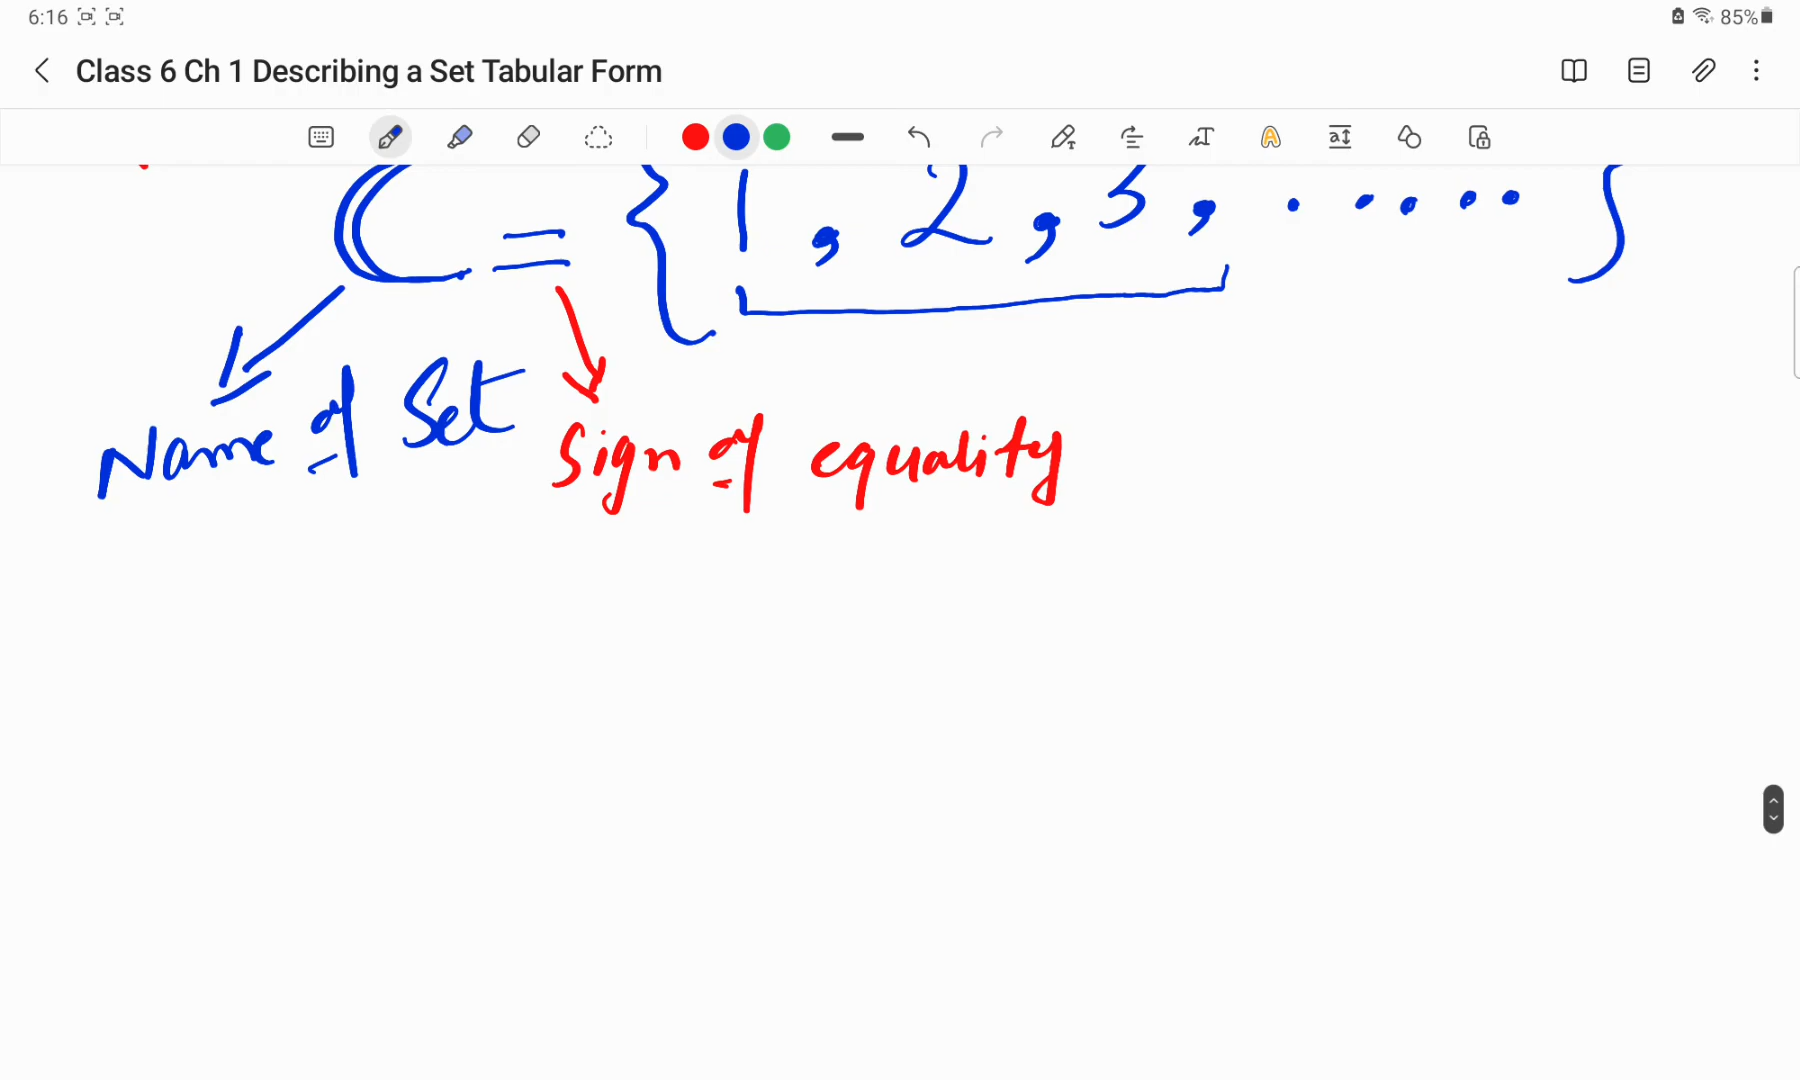 6:16 85%
Class 6 Ch 1 Describing a Set Tabular Form
C = { 1, 2, 3, ..... }
Name of Set
Sign of equality